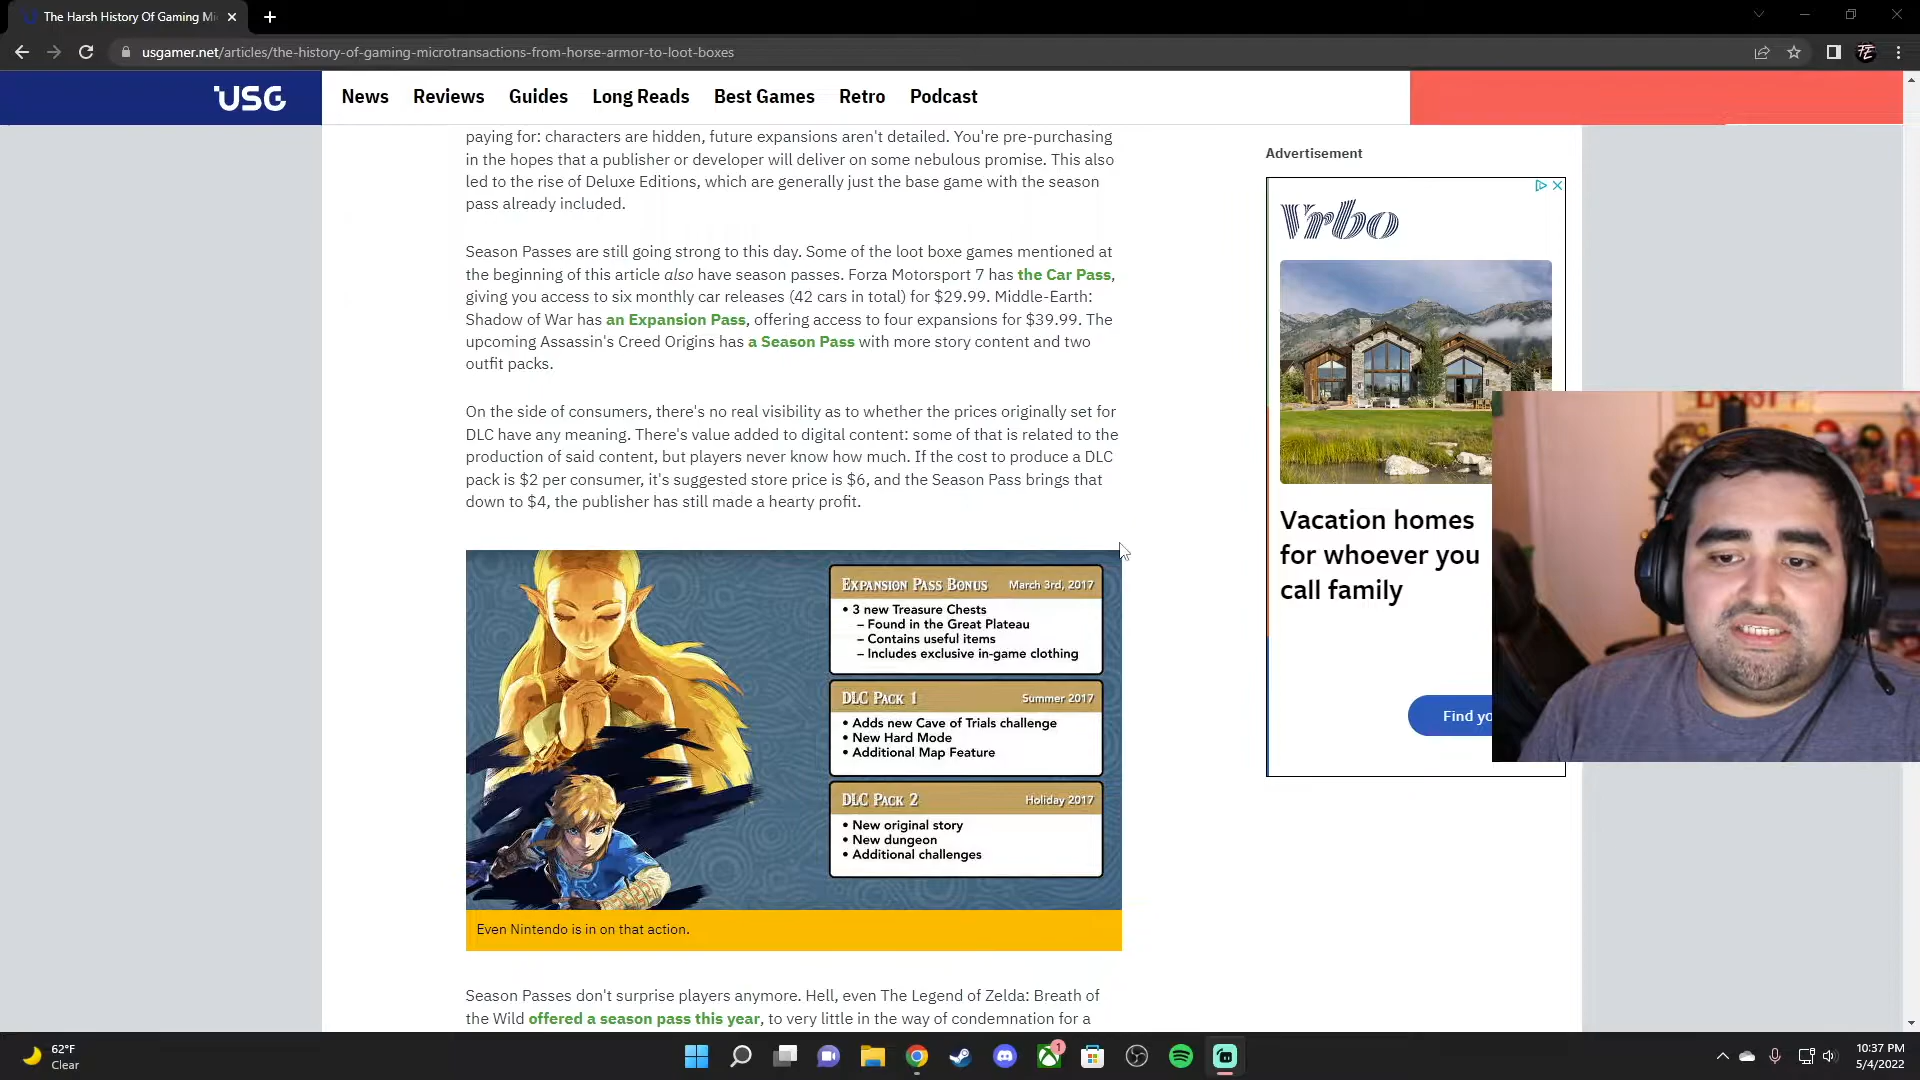 The Harsh History Of Gaming Mi
usgamer.net/articles/the-history-of-gaming-microtransactions-from-horse-armor-to-loot-boxes
USG
News Reviews Guides Long Reads Best Games Retro Podcast
paying for: characters are hidden, future expansions aren't detailed. You're pre-purchasing
in the hopes that a publisher or developer will deliver on some nebulous promise. This also
led to the rise of Deluxe Editions, which are generally just the base game with the season
pass already included.
Season Passes are still going strong to this day. Some of the loot boxe games mentioned at
the beginning of this article also have season passes. Forza Motorsport 7 has the Car Pass,
giving you access to six monthly car releases (42 cars in total) for $29.99. Middle-Earth:
Shadow of War has an Expansion Pass, offering access to four expansions for $39.99. The
upcoming Assassin's Creed Origins has a Season Pass with more story content and two
outfit packs.
On the side of consumers, there's no real visibility as to whether the prices originally set for
DLC have any meaning. There's value added to digital content: some of that is related to the
production of said content, but players never know how much. If the cost to produce a DLC
pack is $2 per consumer, it's suggested store price is $6, and the Season Pass brings that
down to $4, the publisher has still made a hearty profit.
Expansion Pass Bonus March 3rd, 2017
• 3 new Treasure Chests
– Found in the Great Plateau
– Contains useful items
– Includes exclusive in-game clothing
DLC Pack 1 Summer 2017
• Adds new Cave of Trials challenge
• New Hard Mode
• Additional Map Feature
DLC Pack 2 Holiday 2017
• New original story
• New dungeon
• Additional challenges
Even Nintendo is in on that action.
Season Passes don't surprise players anymore. Hell, even The Legend of Zelda: Breath of
the Wild offered a season pass this year, to very little in the way of condemnation for a
Advertisement
Vrbo
Vacation homes
for whoever you
call family
Find yo
62°F
Clear
1
10:37 PM
5/4/2022